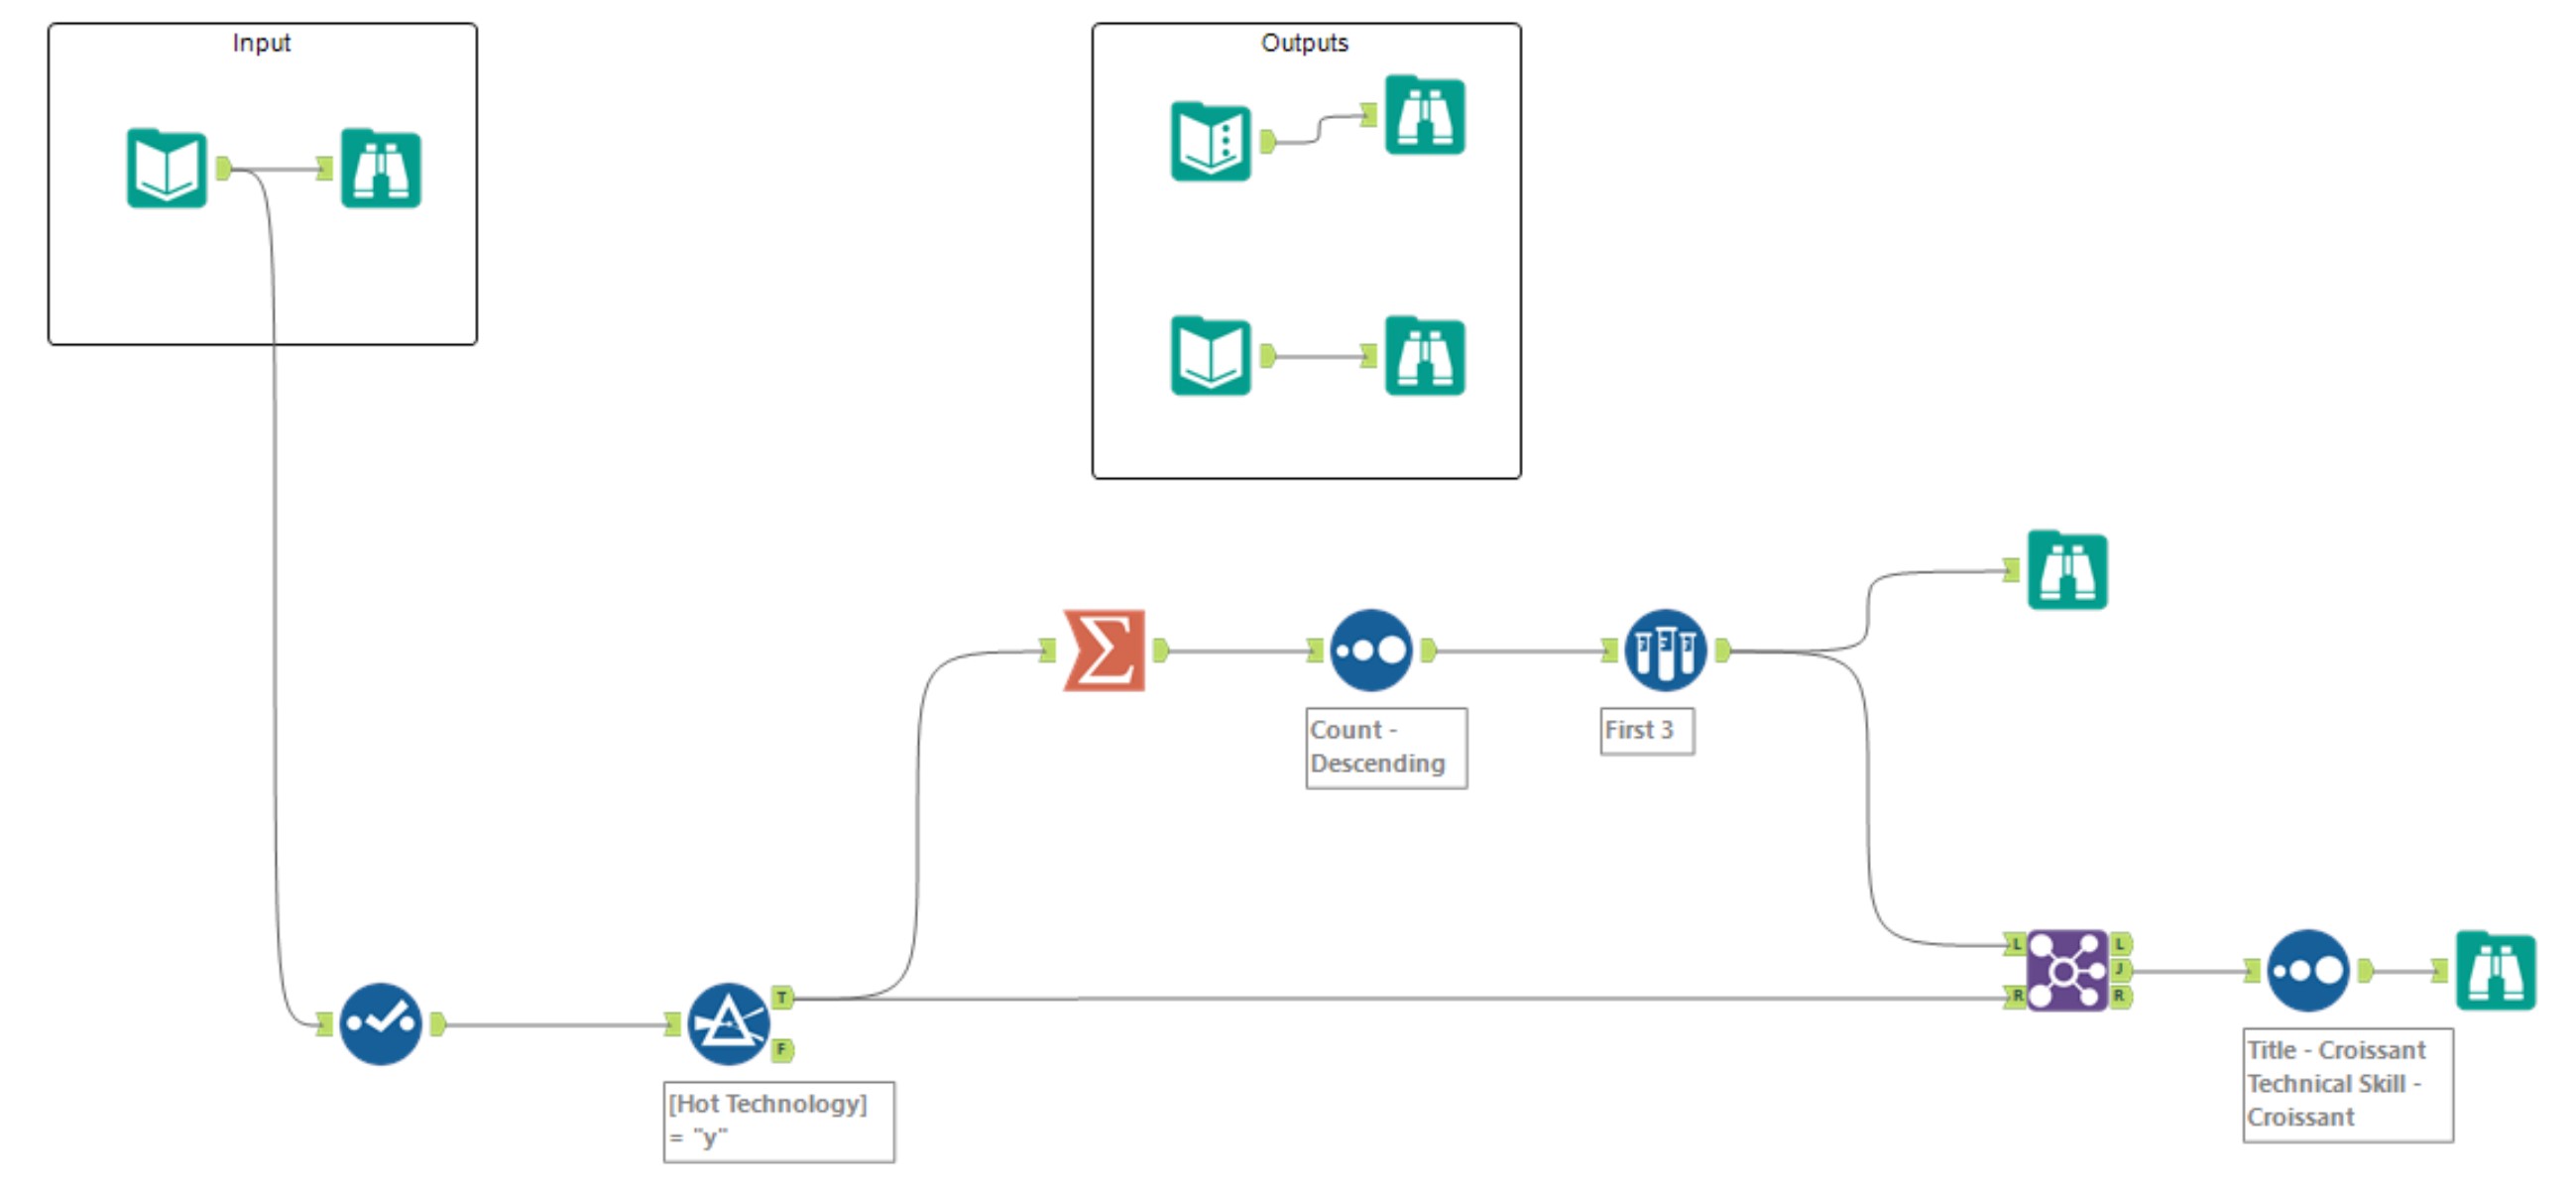 Input
Outputs
Count -
Descending
First 3
L
L
J
R
R
T
F
[Hot Technology]
= "y"
Title - Croissant
Technical Skill -
Croissant